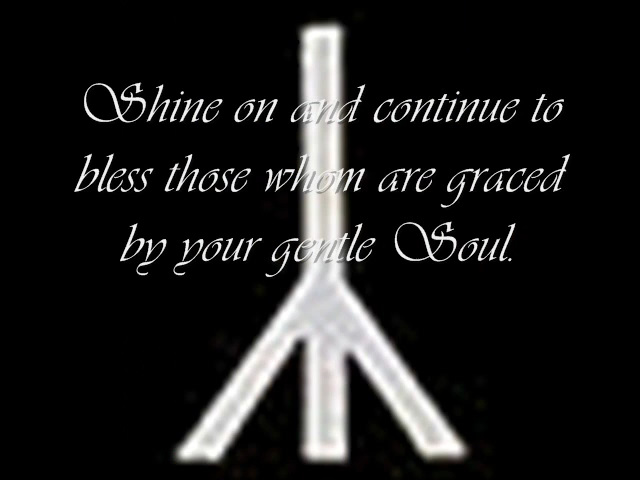 Shine on and continue to
bless those whom are graced
by your gentle Soul.